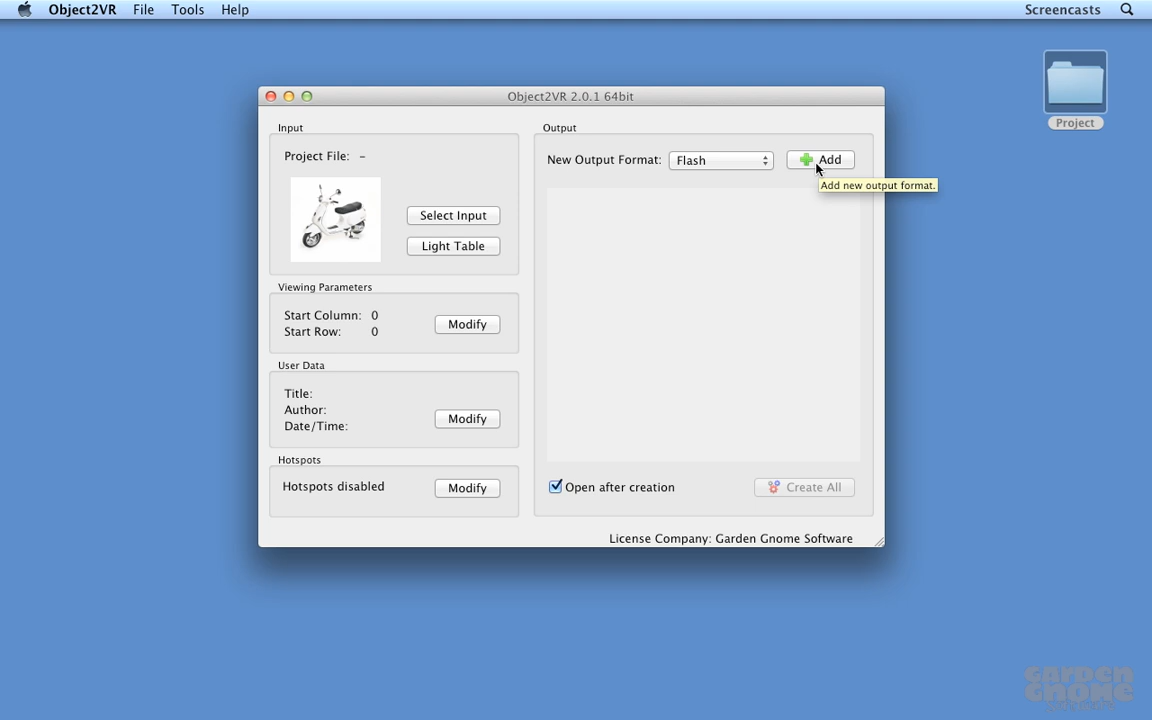 Object2VR File Tools Help Screencasts
Project
Object2VR 2.0.1 64bit
Input
Project File: -
Select Input
Light Table
Viewing Parameters
Start Column: 0
Start Row: 0
Modify
User Data
Title:
Author:
Date/Time:
Modify
Hotspots
Hotspots disabled
Modify
Output
New Output Format: Flash Add
Add new output format.
Open after creation
Create All
License Company: Garden Gnome Software
GARDEN
GNOME
SOFTWARE